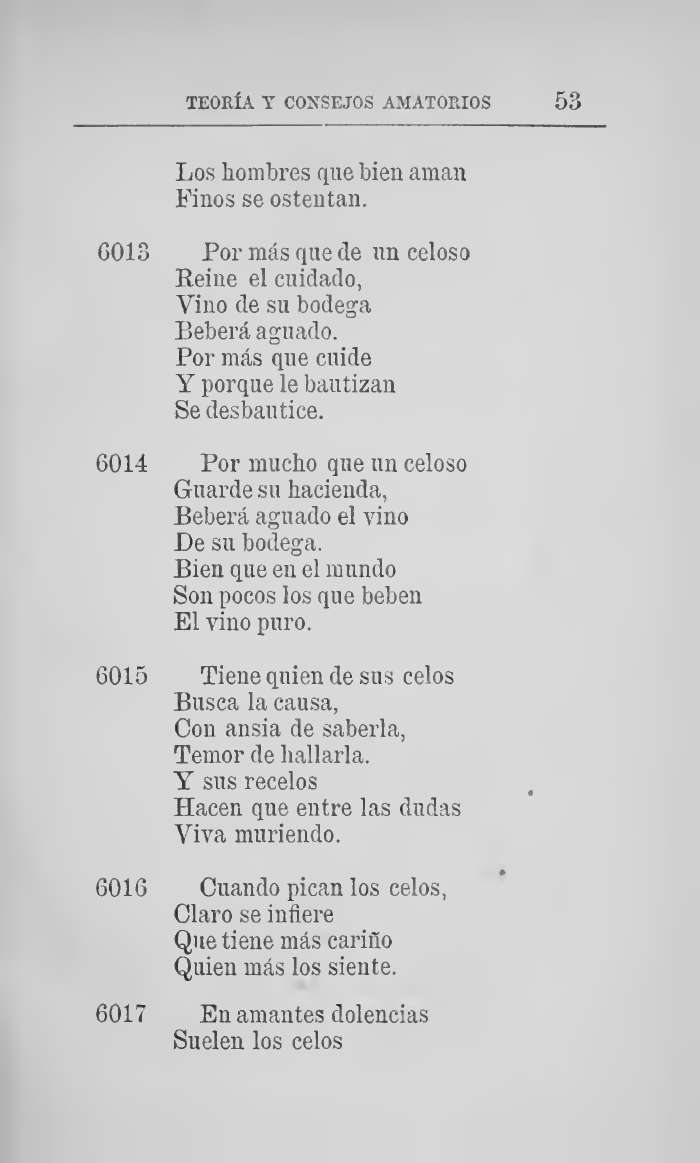 TEORÍA Y CONSEJOS AMATORIOS 53
Los hombres que bien aman
Finos se ostentan.
6013 Por más que de un celoso
Reine el cuidado,
Vino de su bodega
Beberá aguado.
Por más que cuide
Y porque le bautizan
Se desbautice.
6014 Por mucho que un celoso
Guarde su hacienda,
Beberá aguado el vino
De su bodega.
Bien que en el mundo
Son pocos los que beben
El vino puro.
6015 Tiene quien de sus celos
Busca la causa,
Con ansia de saberla,
Temor de hallarla.
Y sus recelos
Hacen que entre las dudas
Viva muriendo.
6016 Cuando pican los celos,
Claro se infiere
Que tiene más cariño
Quien más los siente.
6017 En amantes dolencias
Suelen los celos